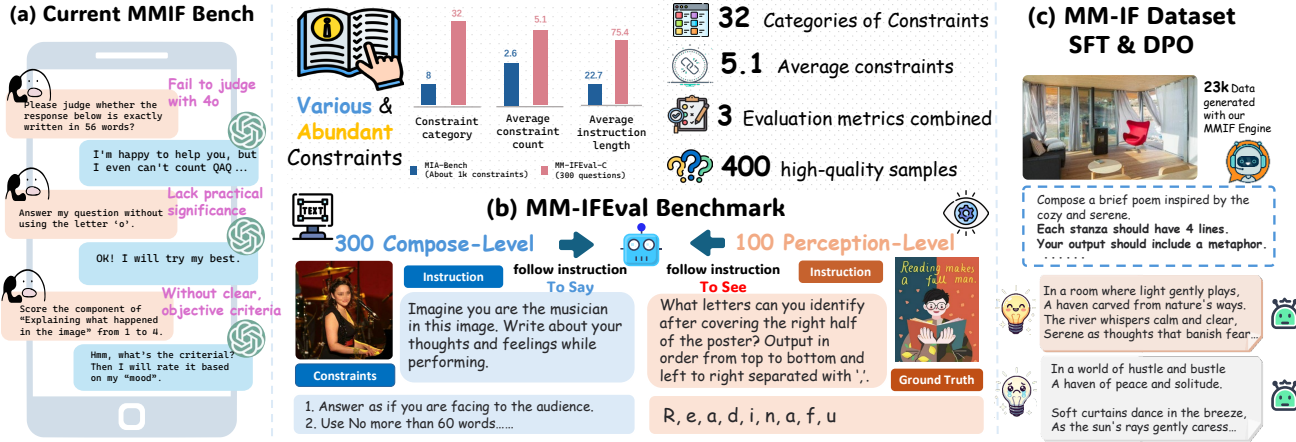 (a) Current MMIF Bench
Fail to judge
with 4o
Please judge whether the
response below is exactly
written in 56 words?
I'm happy to help you, but
I even can't count QAQ ...
Lack practical
significance
Answer my question without
using the letter ‘o’.
OK! I will try my best.
Without clear,
objective criteria
Score the component of
“Explaining what happened
in the image” from 1 to 4.
Hmm, what’s the criterial?
Then I will rate it based
on my “mood”.
Various &
Abundant
Constraints
8
32
2.6
5.1
22.7
75.4
Constraint
category
Average
constraint
count
Average
instruction
length
MIA-Bench
(About 1k constraints)
MM-IFEval-C
(300 questions)
32 Categories of Constraints
5.1 Average constraints
3 Evaluation metrics combined
400 high-quality samples
TEXT
(b) MM-IFEval Benchmark
300 Compose-Level
100 Perception-Level
Instruction
follow instruction
To Say
Imagine you are the musician
in this image. Write about your
thoughts and feelings while
performing.
Constraints
1. Answer as if you are facing to the audience.
2. Use No more than 60 words......
follow instruction
To See
Instruction
What letters can you identify
after covering the right half
of the poster? Output in
order from top to bottom and
left to right separated with ‘,’.
Reading makes
a full man.
Ground Truth
R, e, a, d, i, n, a, f, u
(c) MM-IF Dataset
SFT & DPO
23k Data
generated
with our
MMIF Engine
Compose a brief poem inspired by the
cozy and serene.
Each stanza should have 4 lines.
Your output should include a metaphor.
......
In a room where light gently plays,
A haven carved from nature's ways.
The river whispers calm and clear,
Serene as thoughts that banish fear...
In a world of hustle and bustle
A haven of peace and solitude.
Soft curtains dance in the breeze,
As the sun's rays gently caress...